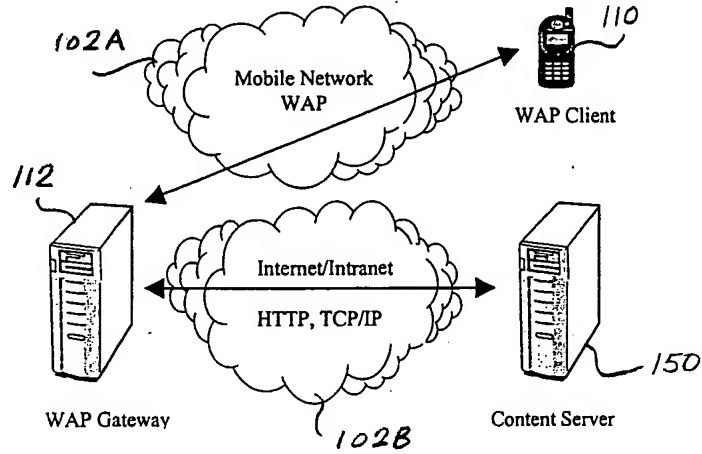 102A
110
Mobile Network
WAP
WAP Client
112
Internet/Intranet
HTTP, TCP/IP
150
WAP Gateway
Content Server
102B